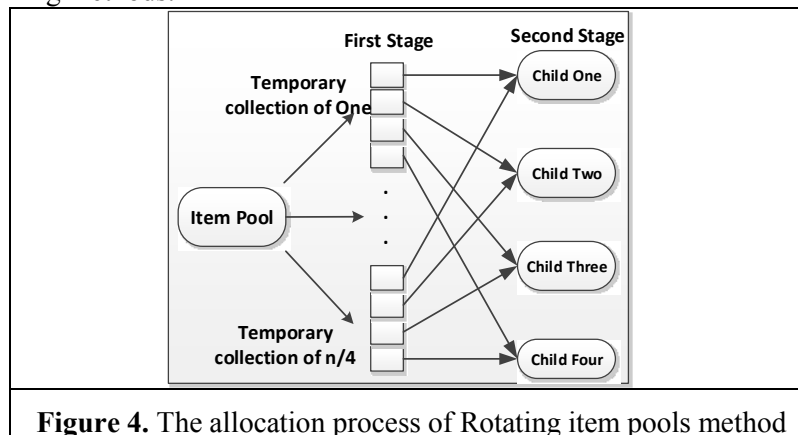 First Stage
Second Stage
Temporary
collection of One
Child One
Child Two
Item Pool
.
.
.
Child Three
Temporary
collection of n/4
Child Four
Figure 4. The allocation process of Rotating item pools method